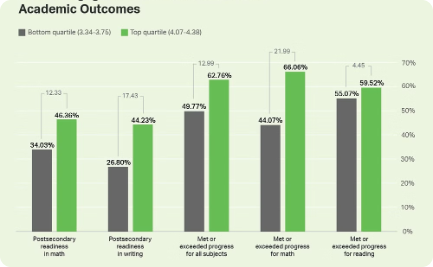 Academic Outcomes
Bottom quartile (3.34-3.75) Top quartile (4.07-4.38)
21.99
12.99
4.45
12.33
17.43
70%
60%
50%
40%
30%
20%
10%
0%
34.03%
46.36%
26.80%
44.23%
49.77%
62.76%
44.07%
66.06%
55.07%
59.52%
Postsecondary
readiness
in math
Postsecondary
readiness
in writing
Met or
exceeded progress
for all subjects
Met or
exceeded progress
for math
Met or
exceeded progress
for reading